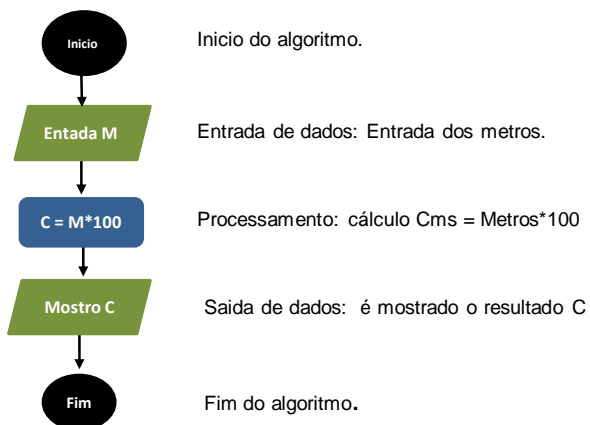 Inicio
Inicio do algoritmo.
Entada M
Entrada de dados: Entrada dos metros.
C = M*100
Processamento: cálculo Cms = Metros*100
Mostro C
Saida de dados: é mostrado o resultado C
Fim
Fim do algoritmo.